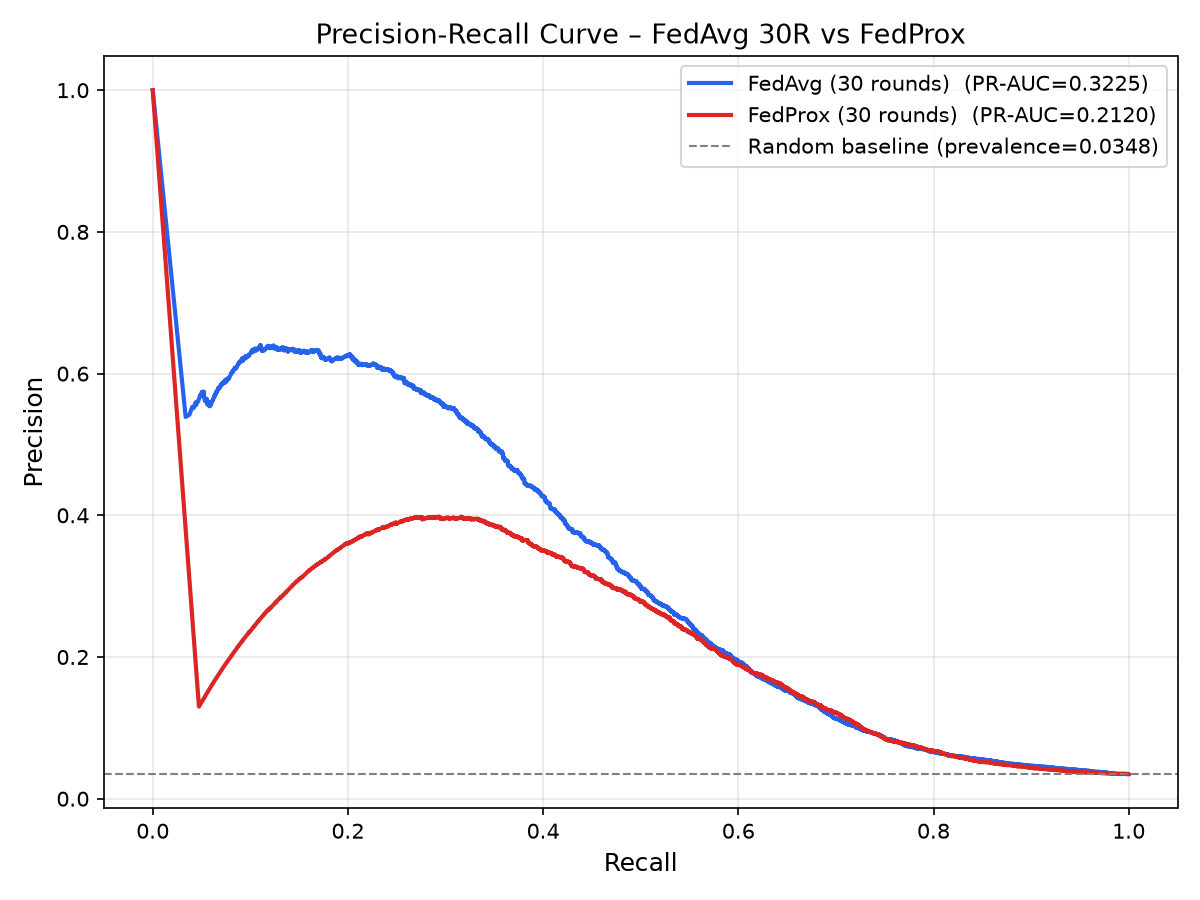 Precision-Recall Curve – FedAvg 30R vs FedProx
FedAvg (30 rounds)  (PR-AUC=0.3225)
FedProx (30 rounds)  (PR-AUC=0.2120)
Random baseline (prevalence=0.0348)
Precision
1.0
0.8
0.6
0.4
0.2
0.0
0.0 0.2 0.4 0.6 0.8 1.0
Recall